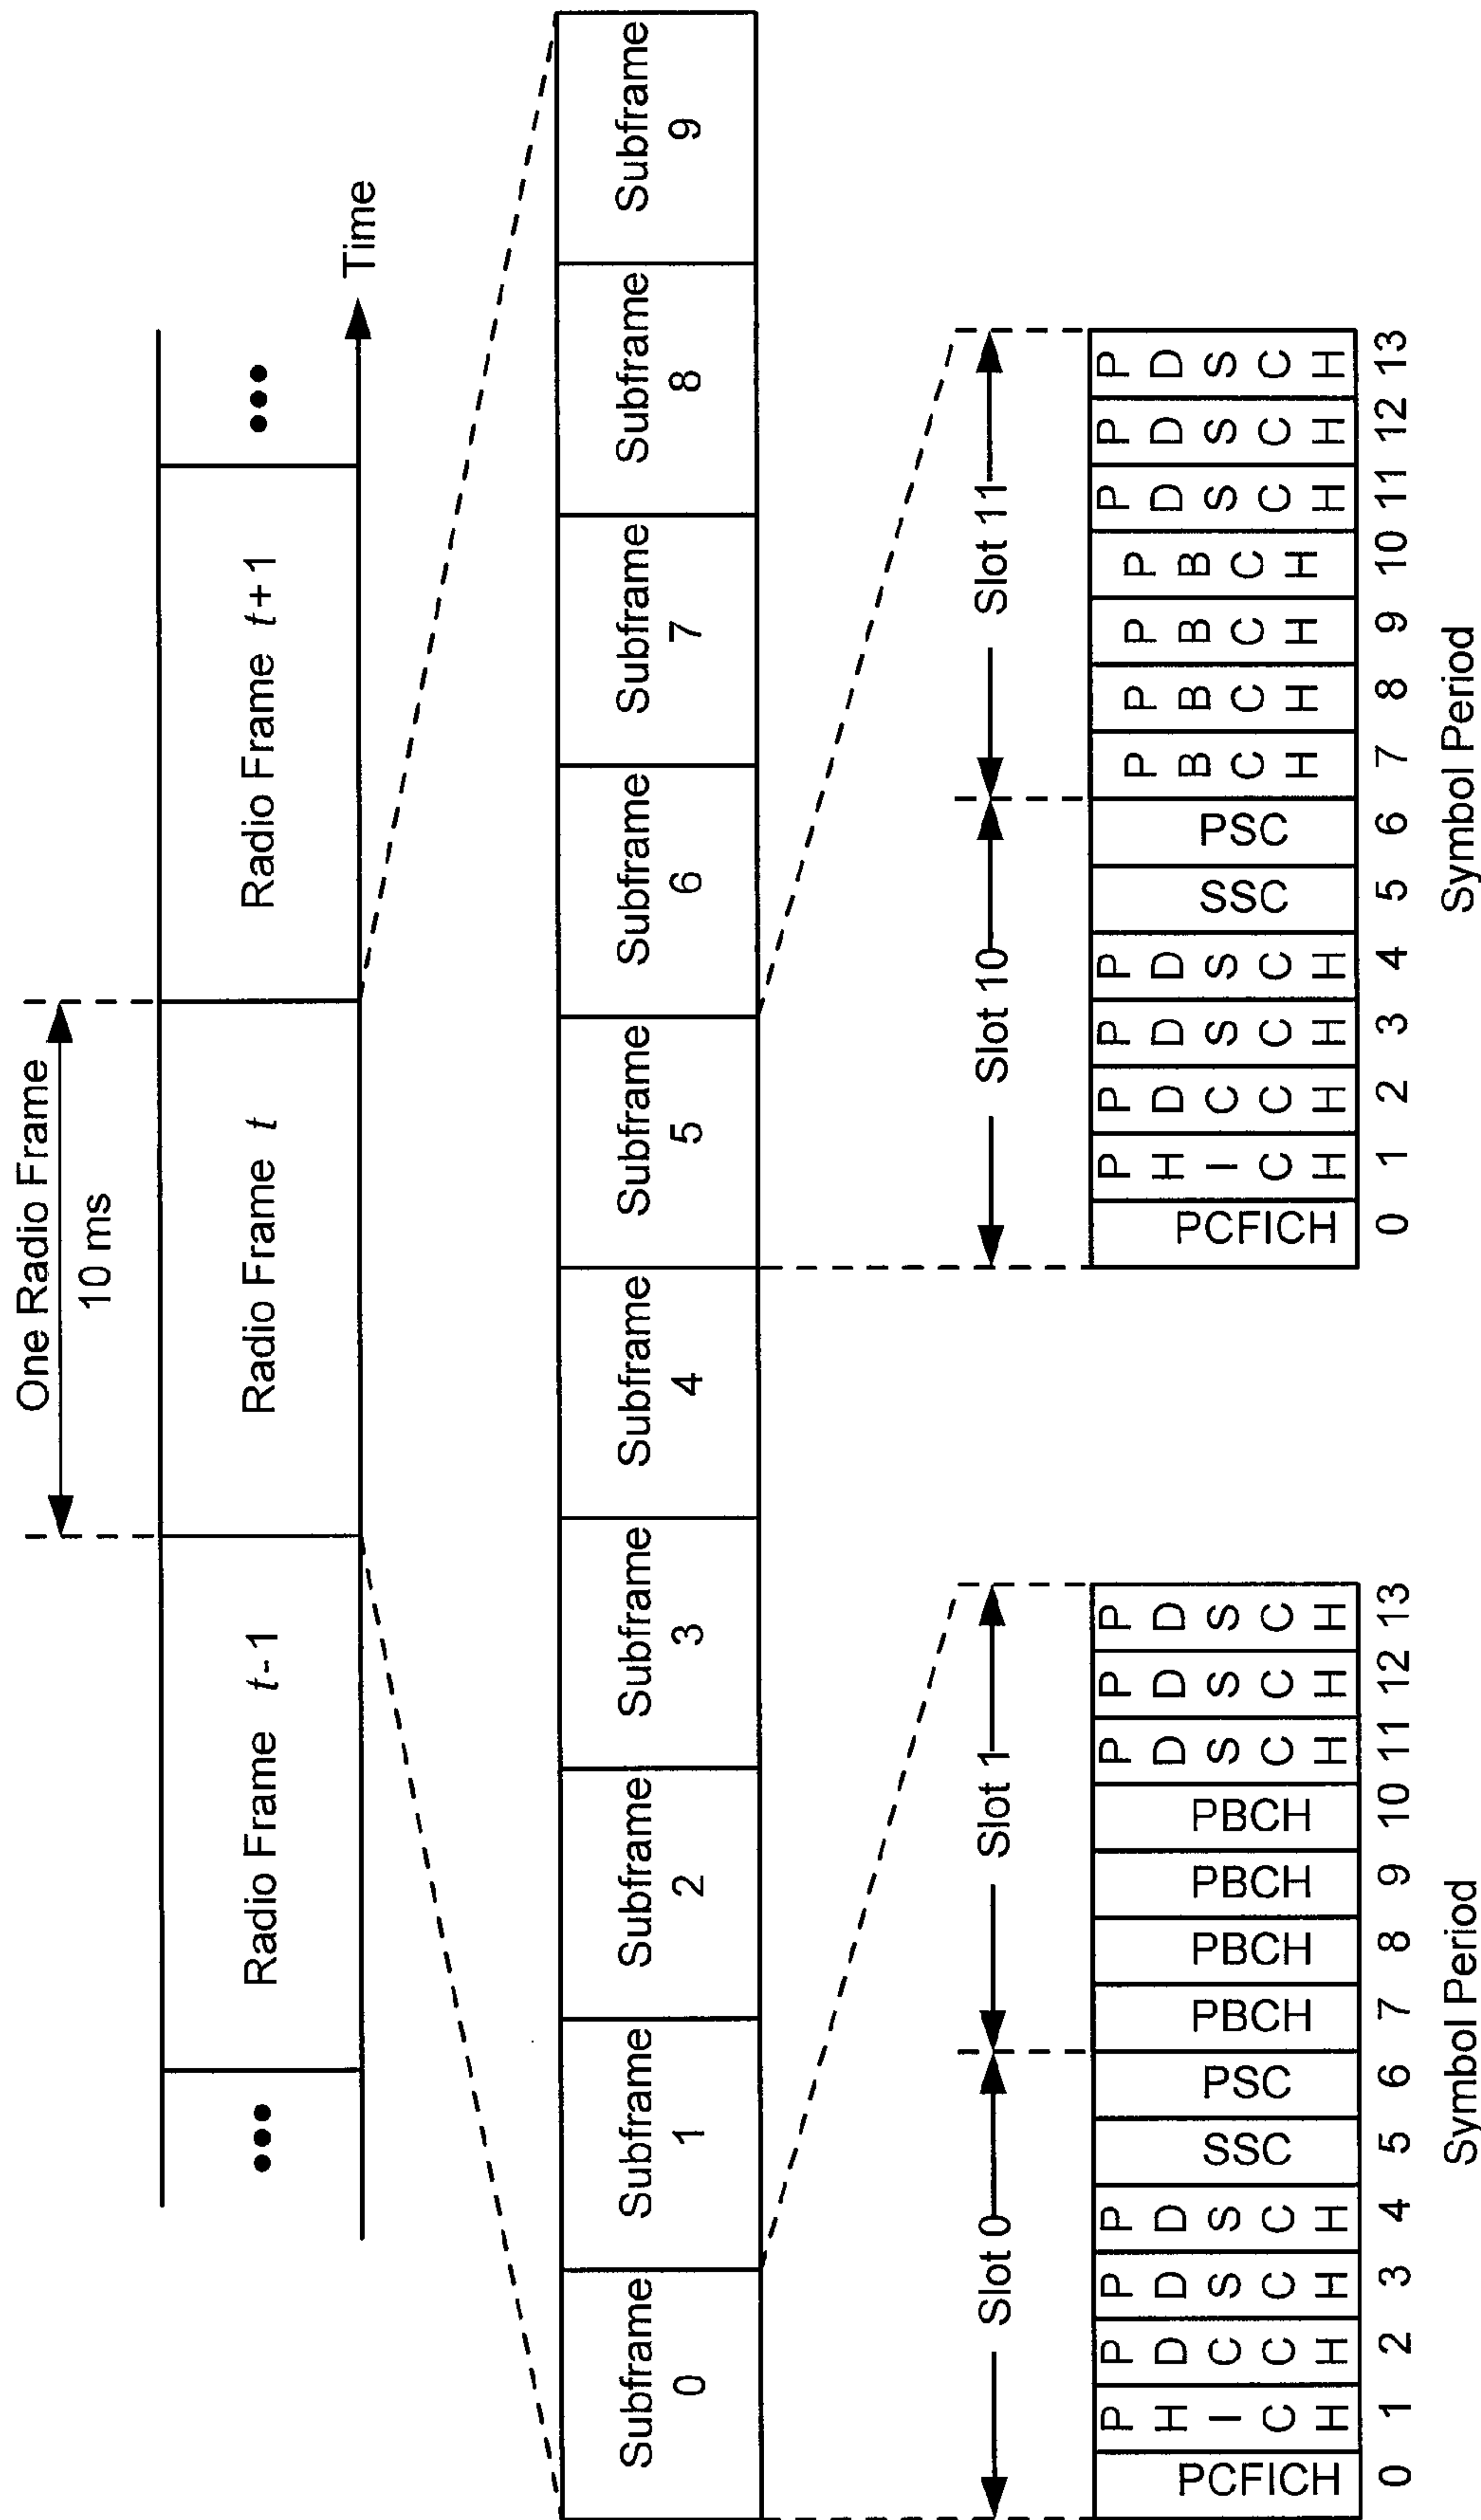 One Radio Frame
10 ms
•••
Radio Frame t-1
Radio Frame t
Radio Frame t+1
•••
Time
Subframe 0
Subframe 1
Subframe 2
Subframe 3
Subframe 4
Subframe 5
Subframe 6
Subframe 7
Subframe 8
Subframe 9
Slot 0
Slot 1
PCFICH
PHICH
PDCCH
PDSCH
PDSCH
SSC
PSC
PBCH
PBCH
PBCH
PBCH
PDSCH
PDSCH
PDSCH
0 1 2 3 4 5 6 7 8 9 10 11 12 13
Symbol Period
Slot 10
Slot 11
PCFICH
PHICH
PDCCH
PDSCH
PDSCH
SSC
PSC
PBCH
PBCH
PBCH
PBCH
PDSCH
PDSCH
PDSCH
0 1 2 3 4 5 6 7 8 9 10 11 12 13
Symbol Period